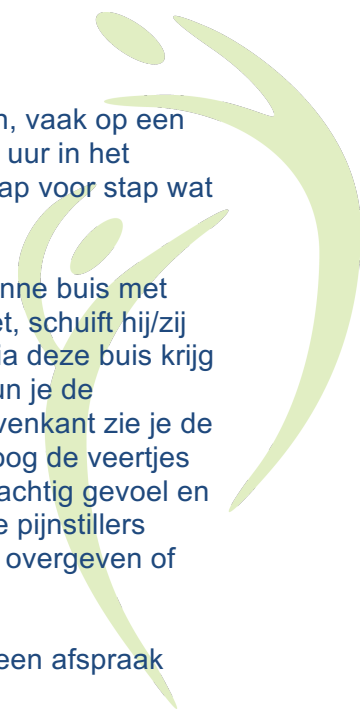 n, vaak op een
uur in het
ap voor stap wat
nne buis met
et, schuift hij/zij
ia deze buis krijg
un je de
venkant zie je de
oog de veertjes
achtig gevoel en
e pijnstillers
overgeven of
een afspraak